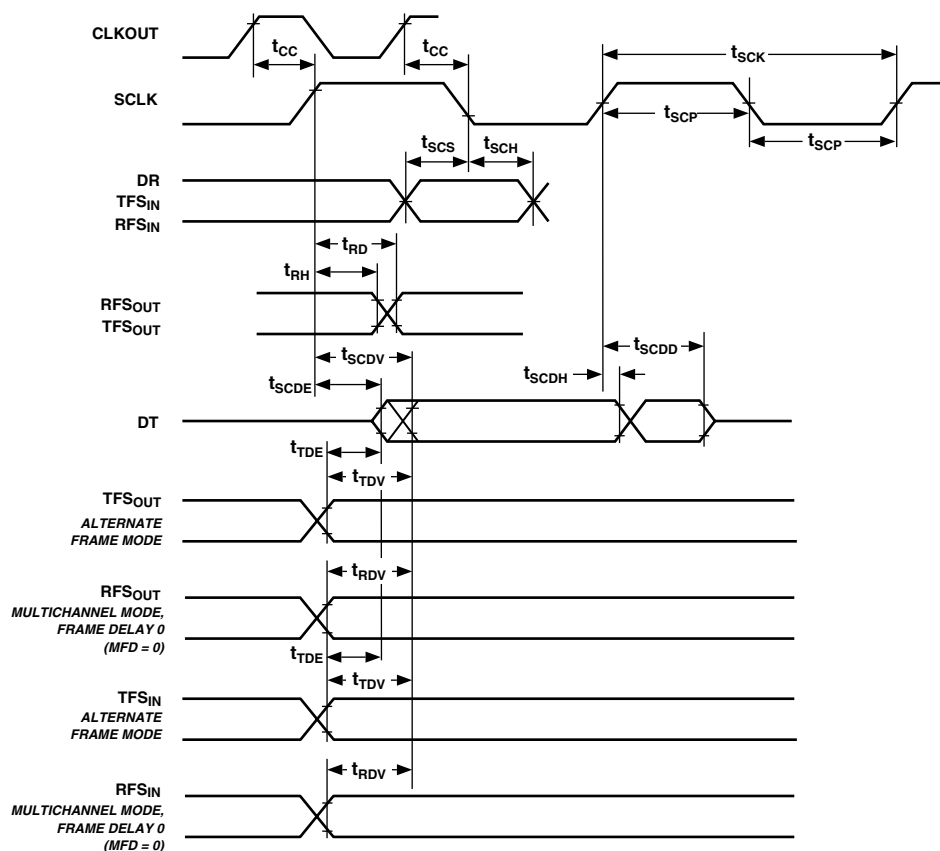 CLKOUT
tCC
tCC
tSCK
SCLK
tSCP
tSCP
tSCS
tSCH
DR
TFSIN
RFSIN
tRD
tRH
RFSOUT
TFSOUT
tSCDV
tSCDD
tSCDE
tSCDH
DT
tTDE
tTDV
TFSOUT
ALTERNATE
FRAME MODE
tRDV
RFSOUT
MULTICHANNEL MODE,
FRAME DELAY 0
(MFD = 0)
tTDE
tTDV
TFSIN
ALTERNATE
FRAME MODE
tRDV
RFSIN
MULTICHANNEL MODE,
FRAME DELAY 0
(MFD = 0)